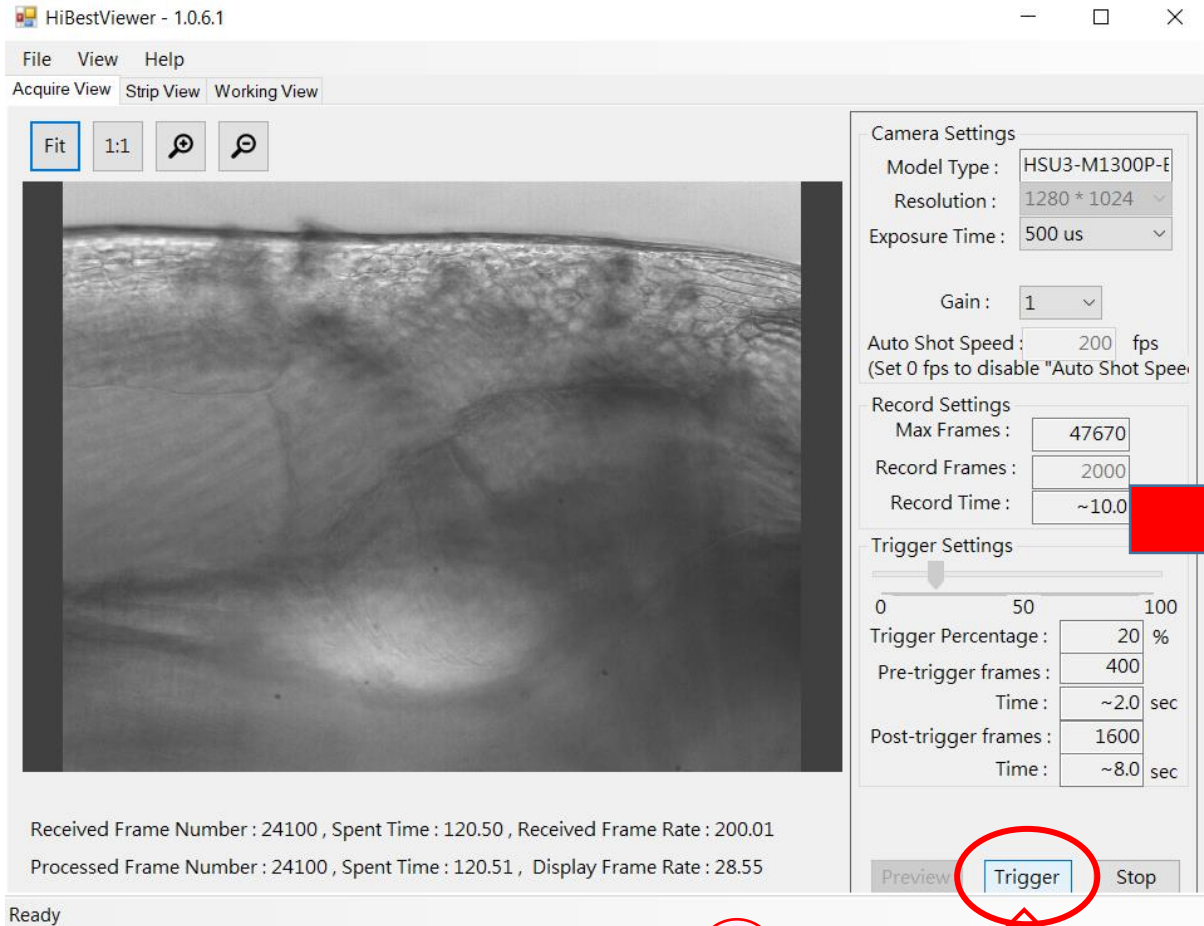 HiBestViewer - 1.0.6.1
File View Help
Acquire View Strip View Working View
Fit 1:1
Camera Settings
Model Type : HSU3-M1300P-E
Resolution : 1280 * 1024
Exposure Time : 500 us
Gain : 1
Auto Shot Speed : 200 fps
(Set 0 fps to disable "Auto Shot Spee
Record Settings
Max Frames : 47670
Record Frames : 2000
Record Time : ~10.0
Trigger Settings
0 50 100
Trigger Percentage : 20 %
Pre-trigger frames : 400
Time : ~2.0 sec
Post-trigger frames : 1600
Time : ~8.0 sec
Received Frame Number : 24100 , Spent Time : 120.50 , Received Frame Rate : 200.01
Processed Frame Number : 24100 , Spent Time : 120.51 , Display Frame Rate : 28.55
Preview Trigger Stop
Ready